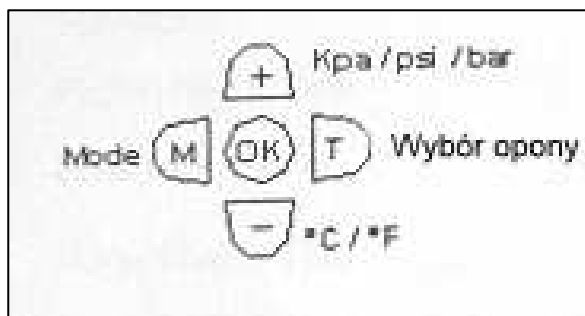 + Kpa / psi / bar
Mode M OK T Wybór opony
- °C / °F